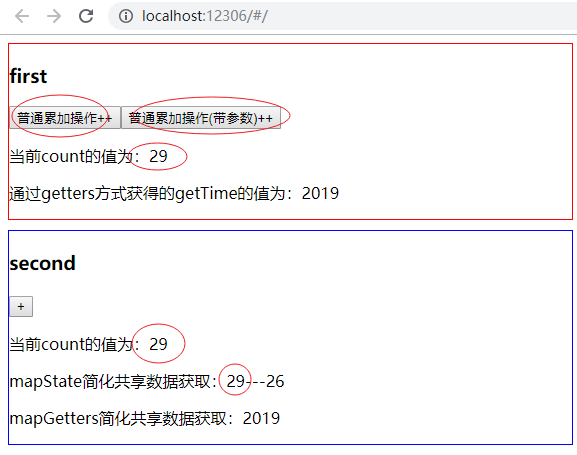 localhost:12306/#/
first
普通累加操作++ 普通累加操作(带参数)++
当前count的值为：29
通过getters方式获得的getTime的值为：2019
second
+
当前count的值为：29
mapState简化共享数据获取：29---26
mapGetters简化共享数据获取：2019